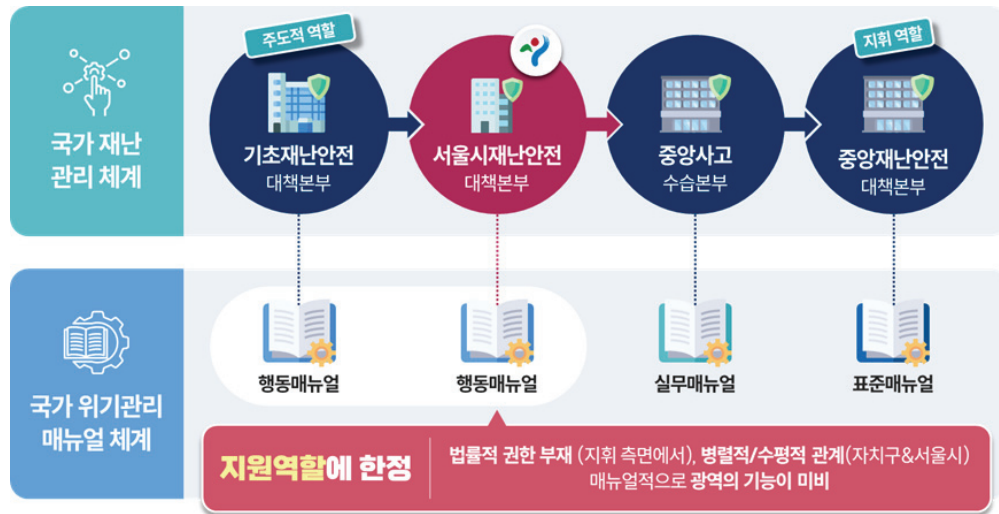 국가 재난
관리 체계
주도적 역할
기초재난안전
대책본부
서울시재난안전
대책본부
중앙사고
수습본부
지휘 역할
중앙재난안전
대책본부
국가 위기관리
매뉴얼 체계
행동매뉴얼
행동매뉴얼
실무매뉴얼
표준매뉴얼
지원역할에 한정
법률적 권한 부재 (지휘 측면에서), 병렬적/수평적 관계(자치구&서울시)
매뉴얼적으로 광역의 기능이 미비